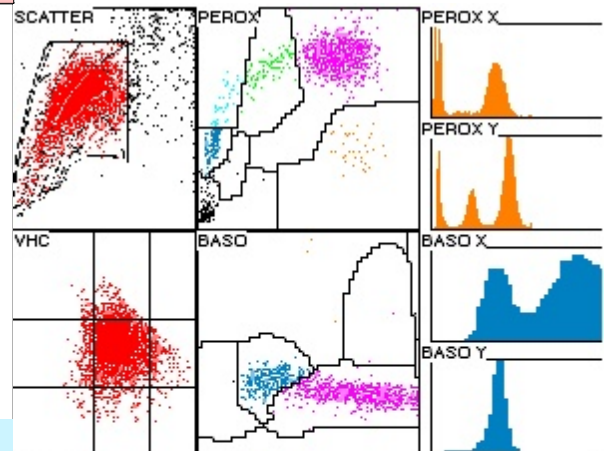 SCATTER
PEROX
PEROX X
PEROX Y
VHC
BASO
BASO X
BASO Y